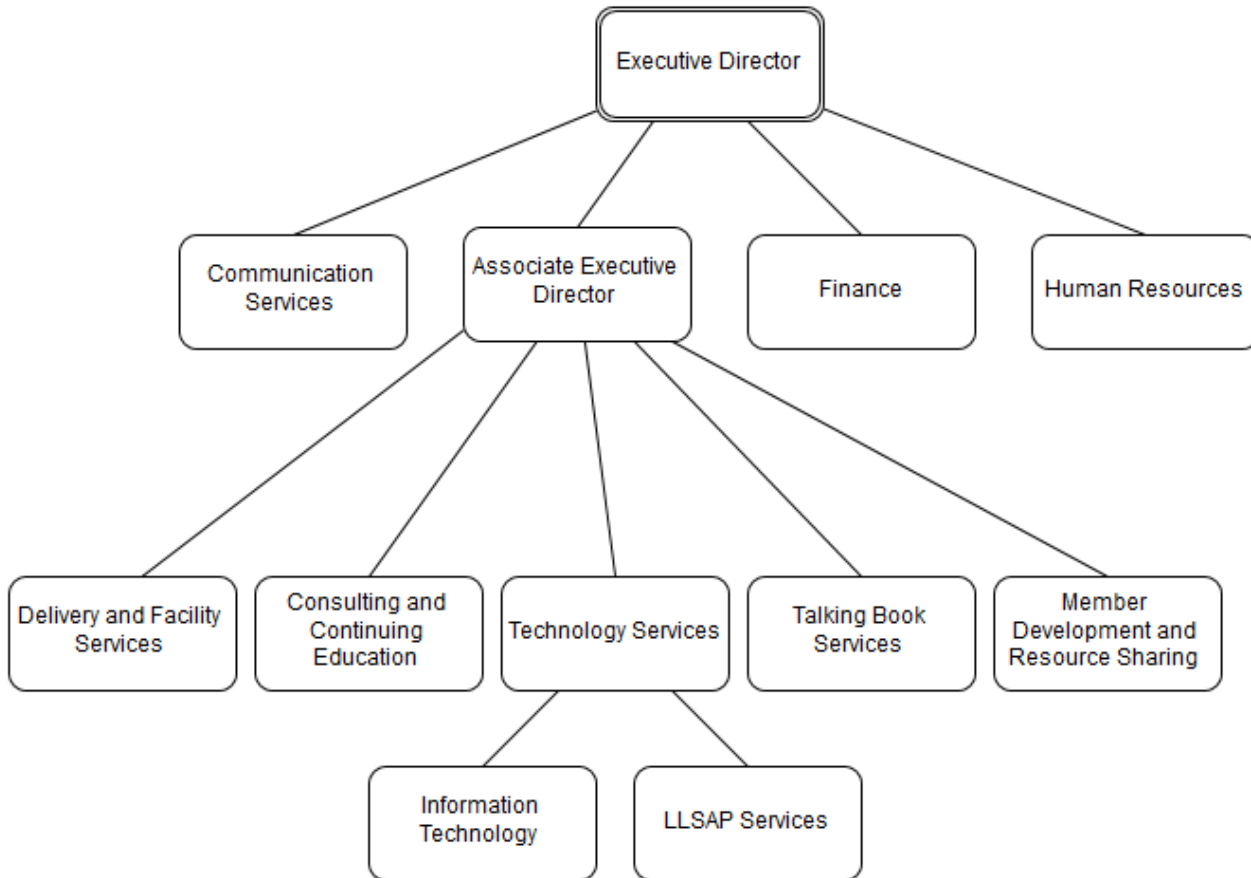 Executive Director
Communication
Services
Associate Executive
Director
Finance
Human Resources
Delivery and Facility
Services
Consulting and
Continuing
Education
Technology Services
Talking Book
Services
Member
Development and
Resource Sharing
Information
Technology
LLSAP Services